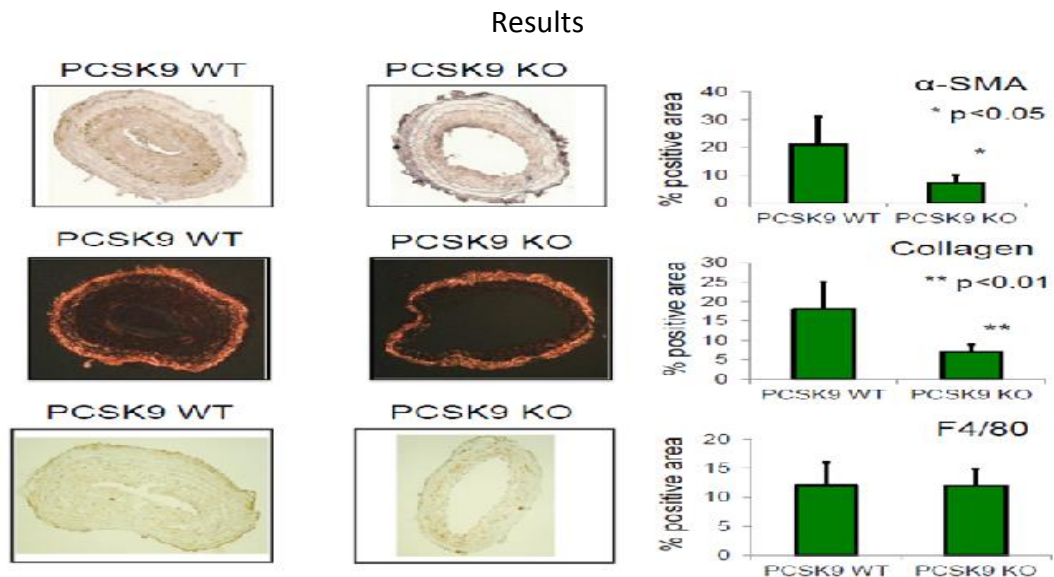 Results
PCSK9 WT
PCSK9 KO
α-SMA
* p<0.05
*
% positive area
40
30
20
10
0
PCSK9 WT
PCSK9 KO
PCSK9 WT
PCSK9 KO
Collagen
** p<0.01
**
% positive area
30
25
20
15
10
5
0
PCSK9 WT
PCSK9 KO
PCSK9 WT
PCSK9 KO
F4/80
% positive area
20
15
10
5
0
PCSK9 WT
PCSK9 KO